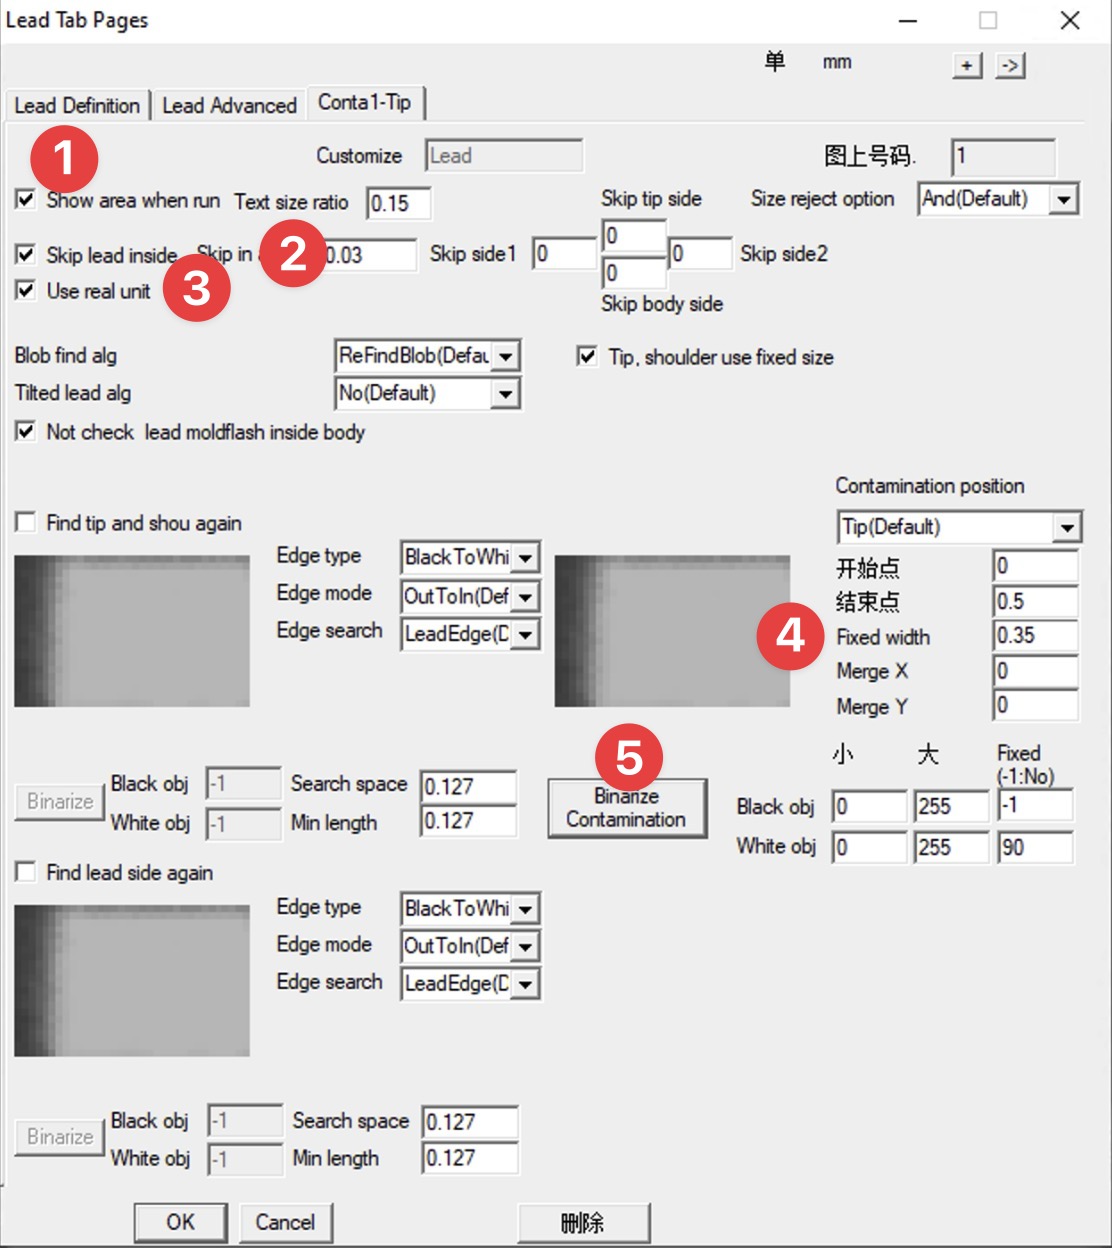 Lead Tab Pages
单 mm + ->
Lead Definition Lead Advanced Conta1-Tip
1
Customize Lead 图上号码. 1
Show area when run Text size ratio 0.15 Skip tip side Size reject option And(Default)
0
2
Skip lead inside Skip in 0.03 Skip side1 0 0 Skip side2
0
Use real unit 3
Skip body side
Blob find alg ReFindBlob(Defau Tip, shoulder use fixed size
Tilted lead alg No(Default)
Not check lead moldflash inside body
Contamination position
Tip(Default)
Find tip and shou again
Edge type BlackToWhi
Edge mode OutToIn(Def
Edge search LeadEdge(D
开始点 0
结束点 0.5
4
Fixed width 0.35
Merge X 0
Merge Y 0
5
小 大 Fixed
(-1:No)
Binarize Black obj -1 Search space 0.127
White obj -1 Min length 0.127
Binarize
Contamination
Black obj 0 255 -1
White obj 0 255 90
Find lead side again
Edge type BlackToWhi
Edge mode OutToIn(Def
Edge search LeadEdge(D
Binarize Black obj -1 Search space 0.127
White obj -1 Min length 0.127
OK Cancel 删除